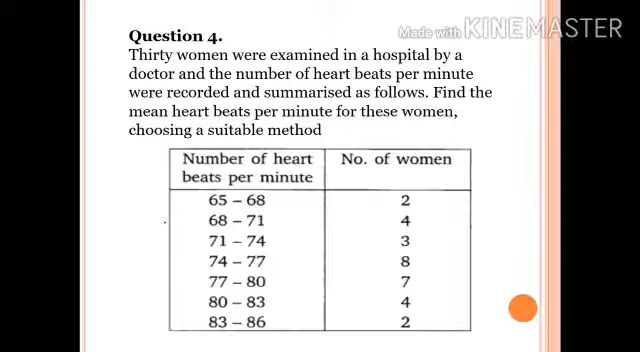 Made with KINEMASTER
Question 4.
Thirty women were examined in a hospital by a
doctor and the number of heart beats per minute
were recorded and summarised as follows. Find the
mean heart beats per minute for these women,
choosing a suitable method
Number of heart beats per minute No. of women
65 – 68 2
68 – 71 4
71 – 74 3
74 – 77 8
77 – 80 7
80 – 83 4
83 – 86 2